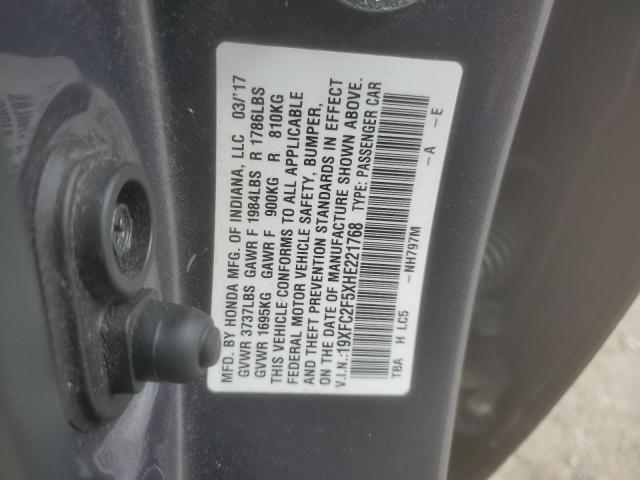 MFD. BY HONDA MFG. OF INDIANA, LLC 03/'17
GVWR 3737LBS GAWR F 1984LBS R 1786LBS
GVWR 1695KG GAWR F 900KG R 810KG
THIS VEHICLE CONFORMS TO ALL APPLICABLE
FEDERAL MOTOR VEHICLE SAFETY, BUMPER,
AND THEFT PREVENTION STANDARDS IN EFFECT
ON THE DATE OF MANUFACTURE SHOWN ABOVE.
V.I.N.:19XFC2F5XHE221768 TYPE: PASSENGER CAR
TBA H LC5 –NH797M –A –E